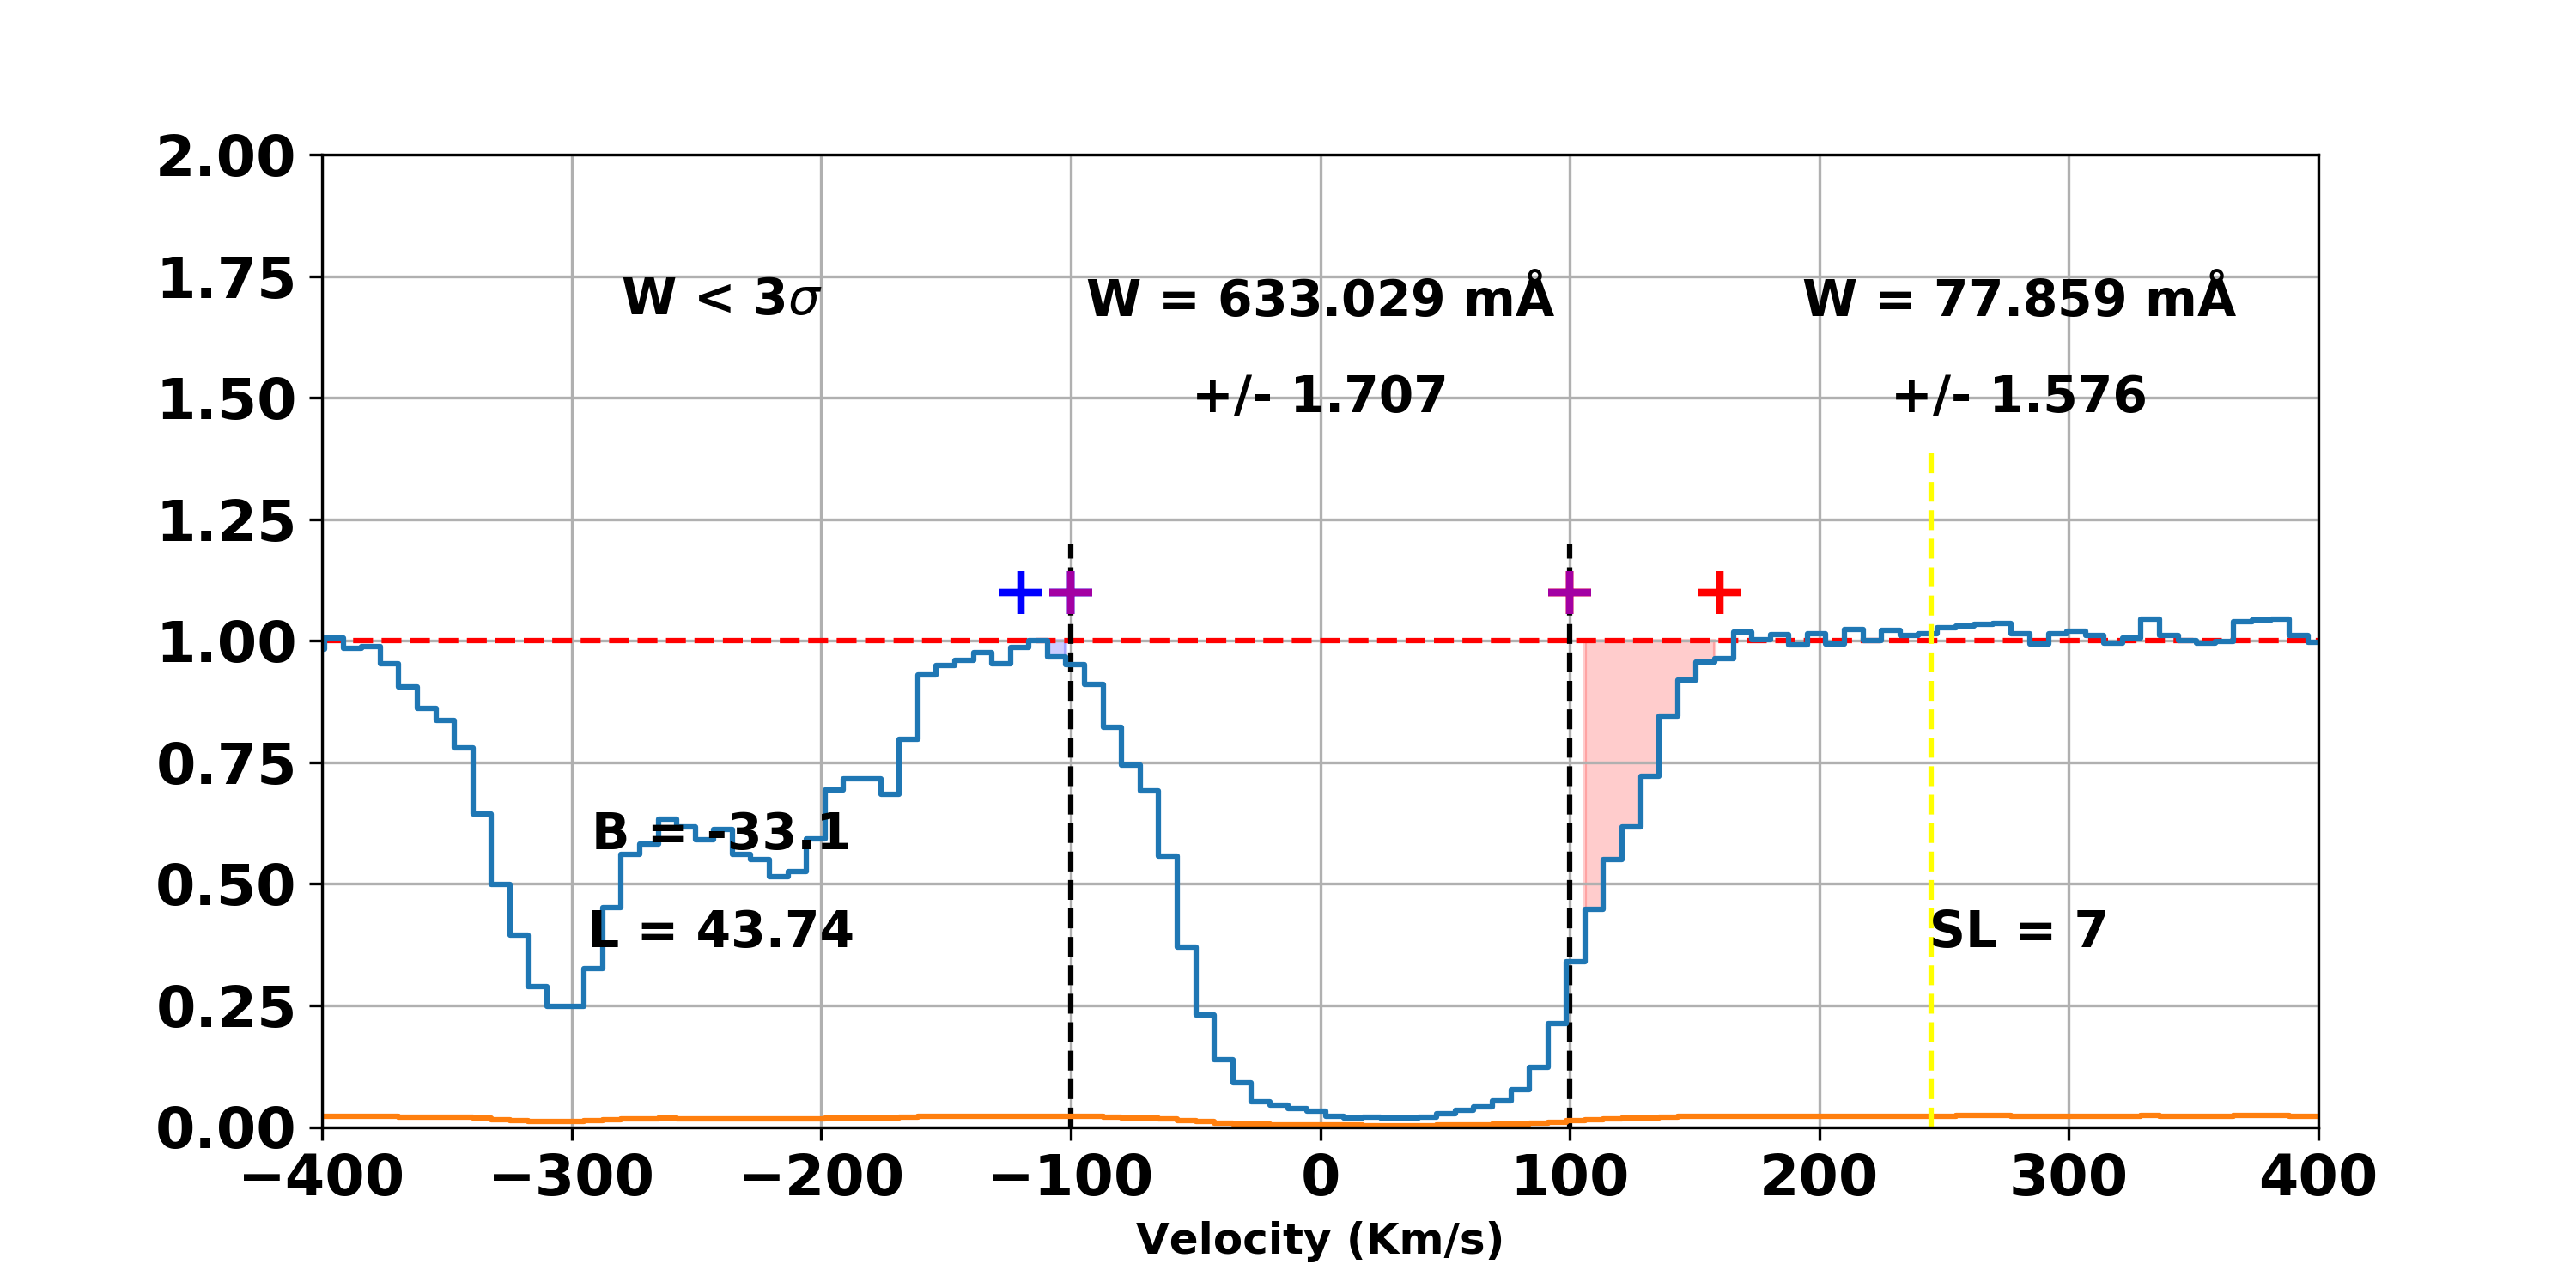 2.00
1.75
1.50
1.25
1.00
0.75
0.50
0.25
0.00
W < 3σ
W = 633.029 mÅ
+/- 1.707
W = 77.859 mÅ
+/- 1.576
B = -33.1
L = 43.74
SL = 7
−400 −300 −200 −100 0 100 200 300 400
Velocity (Km/s)